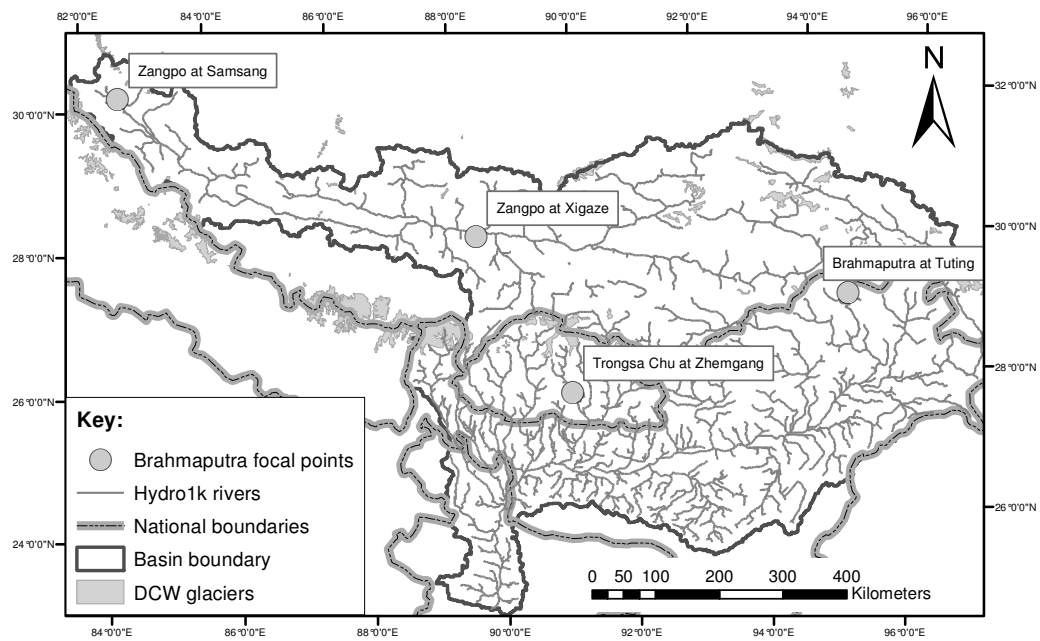 82°0'0"E 84°0'0"E 86°0'0"E 88°0'0"E 90°0'0"E 92°0'0"E 94°0'0"E 96°0'0"E
Zangpo at Samsang
N
32°0'0"N
30°0'0"N
Zangpo at Xigaze
30°0'0"N
28°0'0"N
Brahmaputra at Tuting
Trongsa Chu at Zhemgang
28°0'0"N
26°0'0"N
Key:
Brahmaputra focal points
Hydro1k rivers
National boundaries
Basin boundary
DCW glaciers
26°0'0"N
24°0'0"N
0 50 100 200 300 400
Kilometers
84°0'0"E 86°0'0"E 88°0'0"E 90°0'0"E 92°0'0"E 94°0'0"E 96°0'0"E